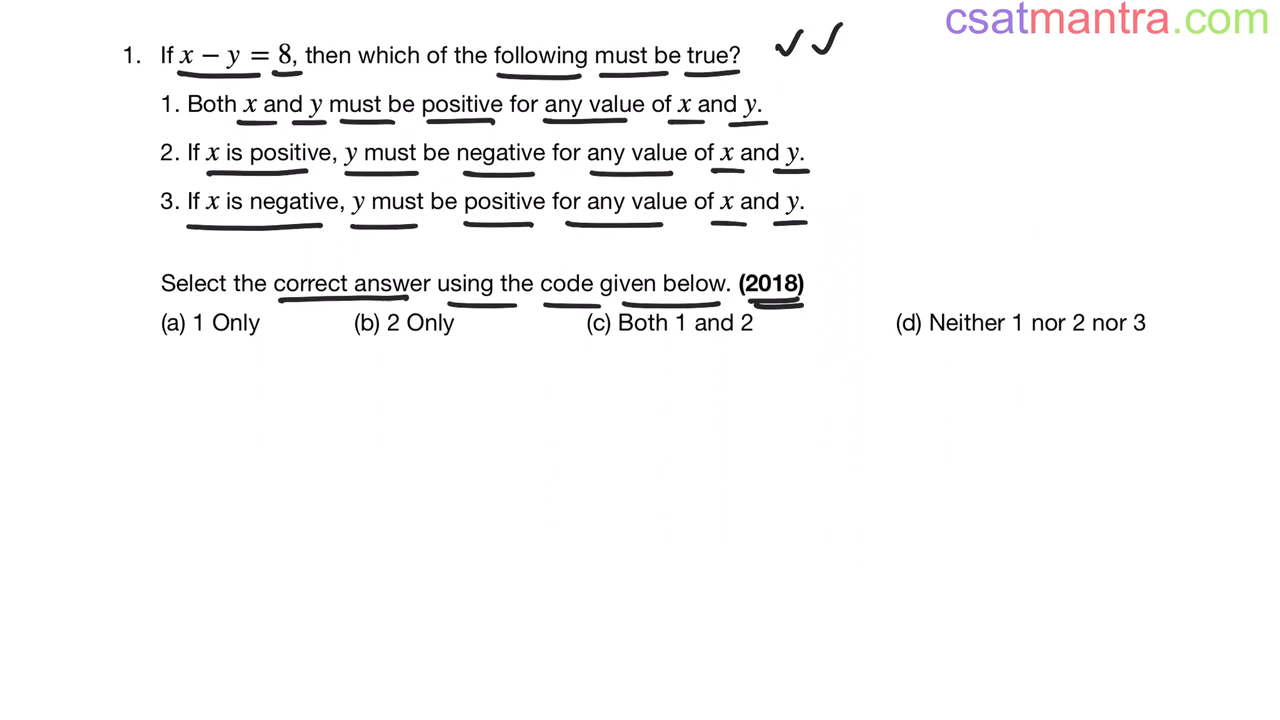 csatmantra.com
1. If x − y = 8, then which of the following must be true?
1. Both x and y must be positive for any value of x and y.
2. If x is positive, y must be negative for any value of x and y.
3. If x is negative, y must be positive for any value of x and y.
Select the correct answer using the code given below. (2018)
(a) 1 Only (b) 2 Only (c) Both 1 and 2 (d) Neither 1 nor 2 nor 3